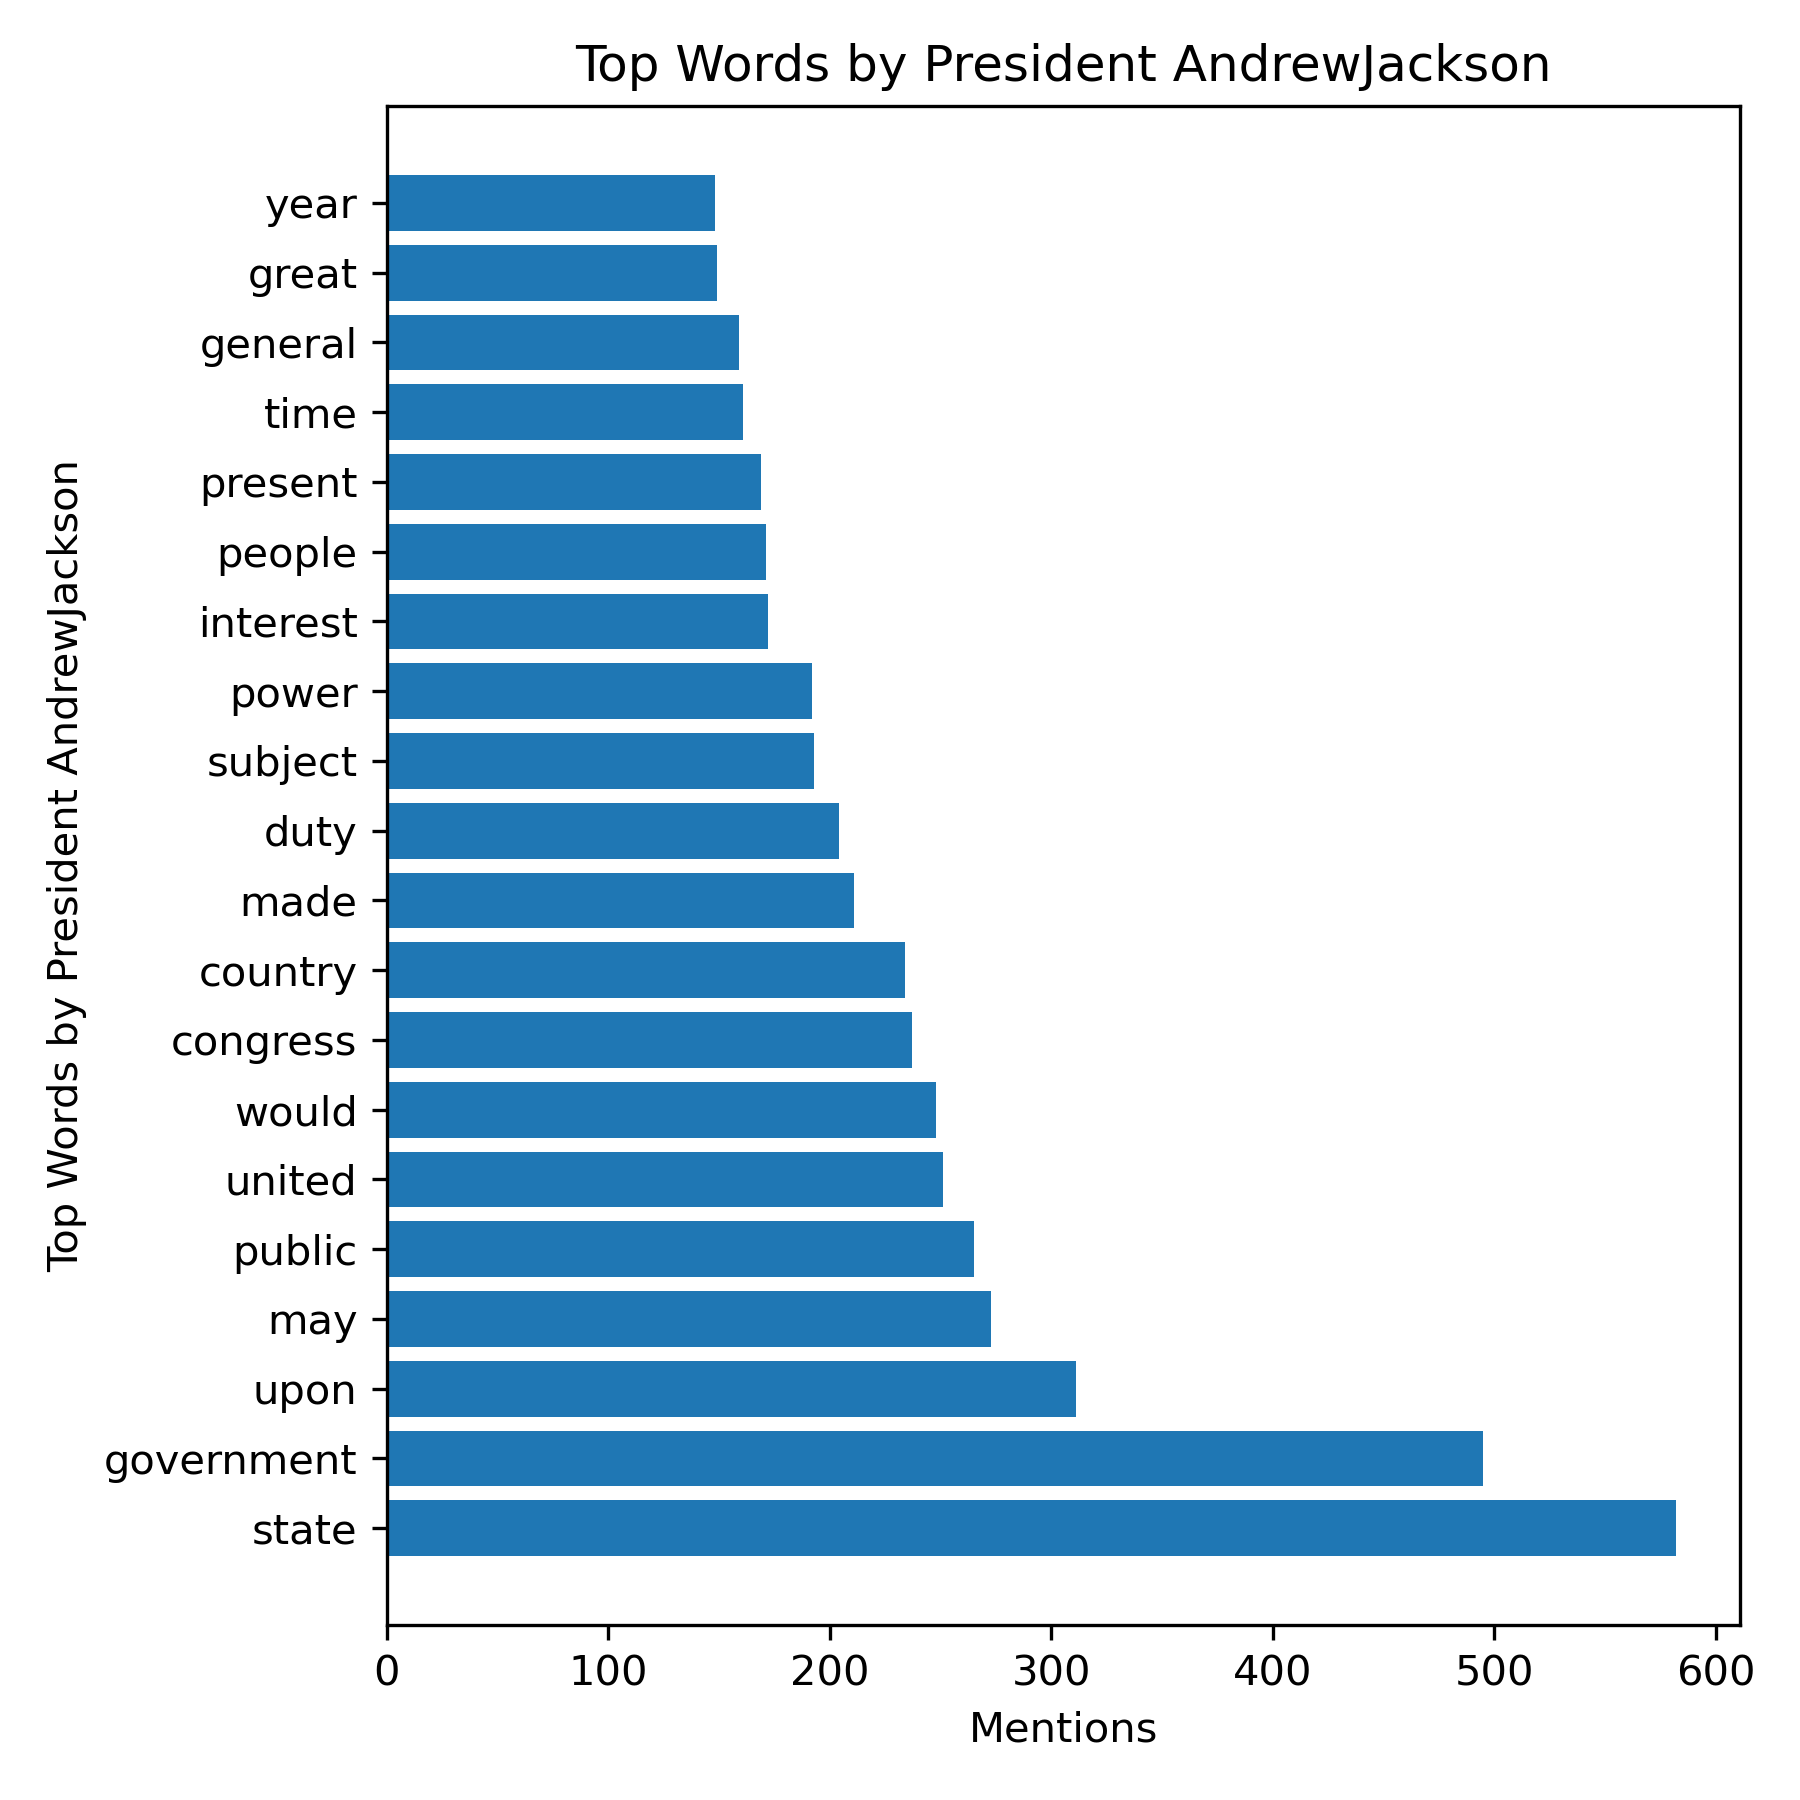 Top Words by President AndrewJackson
Top Words by President AndrewJackson
year
great
general
time
present
people
interest
power
subject
duty
made
country
congress
would
united
public
may
upon
government
state
0 100 200 300 400 500 600
Mentions